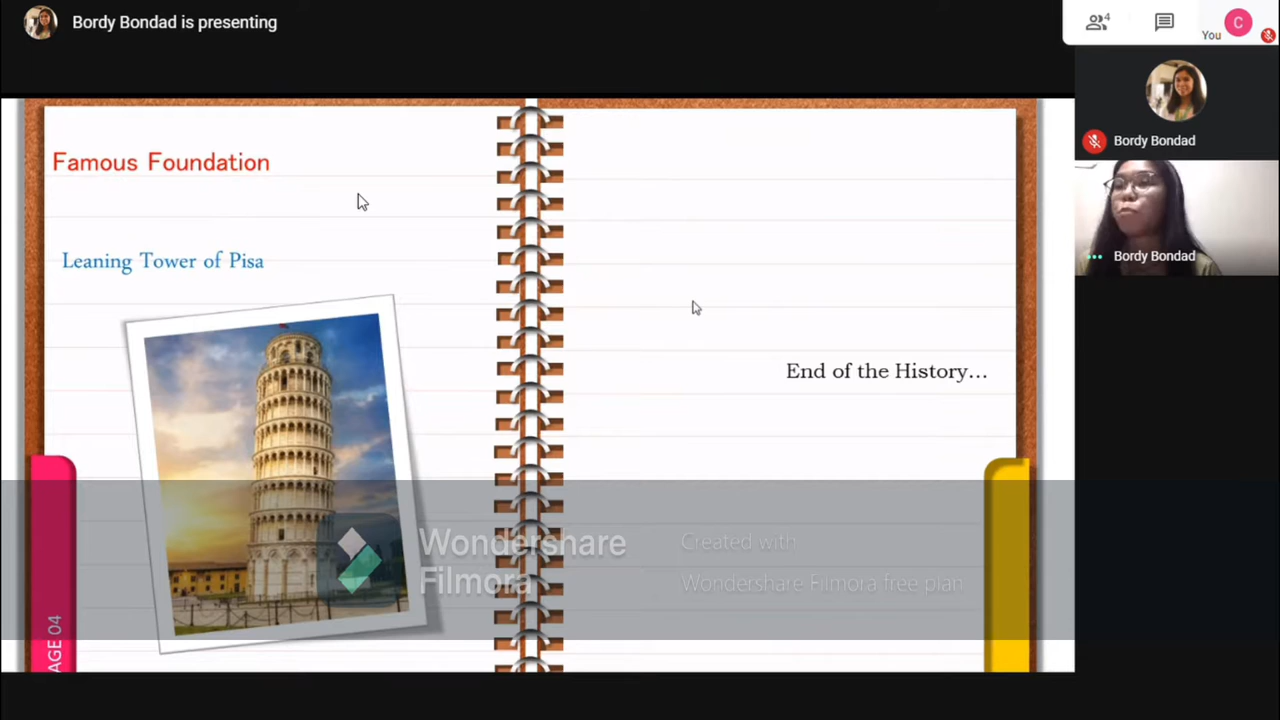 Bordy Bondad is presenting
4
You
C
Bordy Bondad
Bordy Bondad
Famous Foundation
Leaning Tower of Pisa
End of the History...
Wondershare
Filmora
Created with
Wondershare Filmora free plan
AGE 04